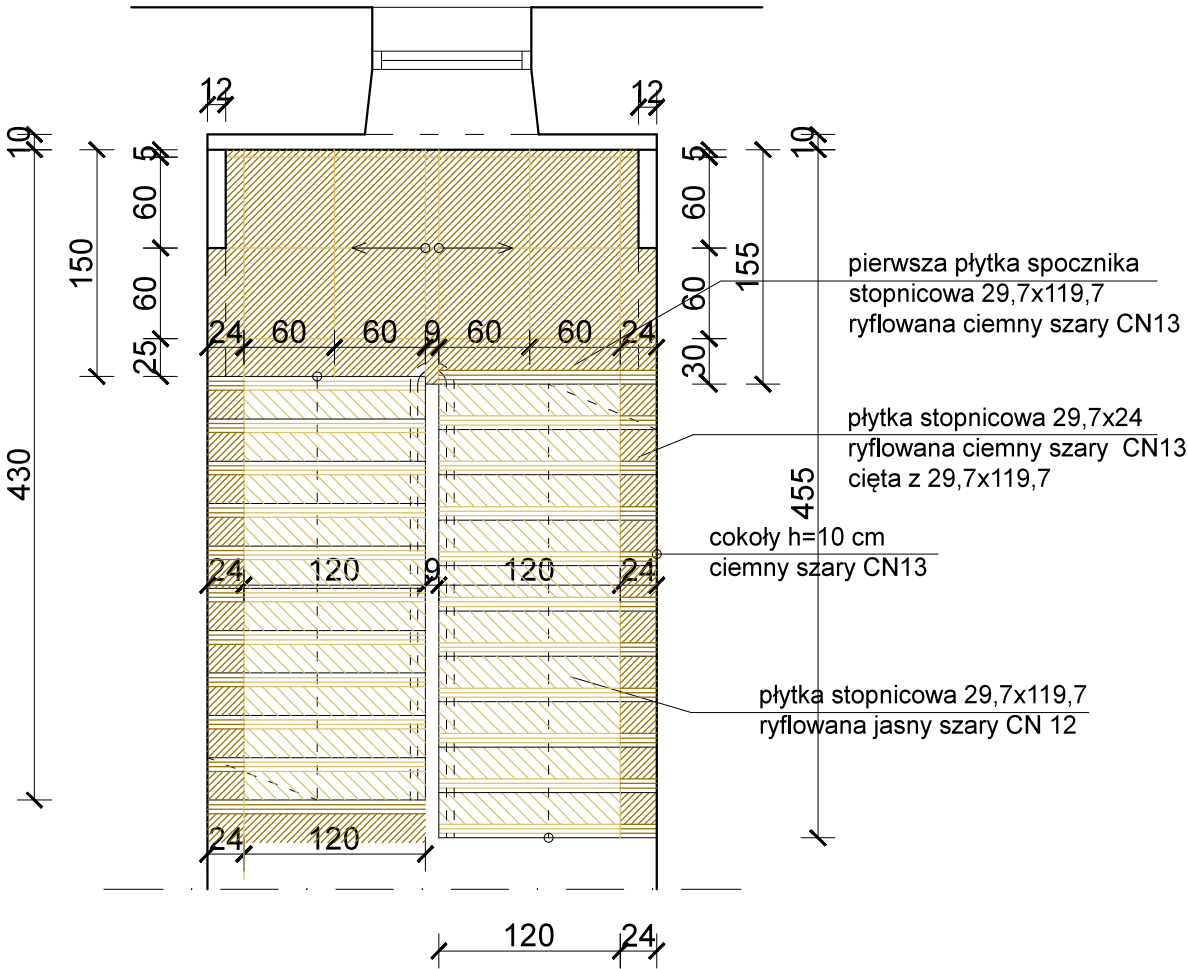 12
12
10
10
5
5
60
60
150
155
pierwsza płytka spocznika
stopnicowa 29,7x119,7
ryflowana ciemny szary CN13
60
60
24 60 60 9 60 60 24
25
30
płytka stopnicowa 29,7x24
ryflowana ciemny szary CN13
cięta z 29,7x119,7
430
455
cokoły h=10 cm
ciemny szary CN13
24 120 9 120 24
płytka stopnicowa 29,7x119,7
ryflowana jasny szary CN 12
24 120
120 24